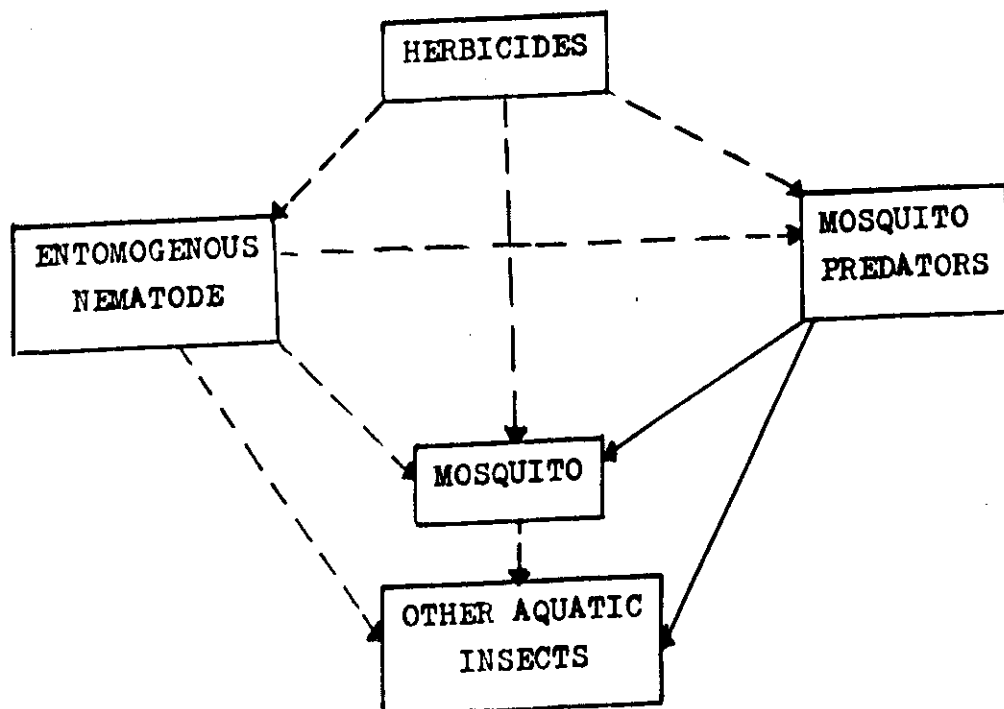 HERBICIDES
ENTOMOGENOUS
NEMATODE
MOSQUITO
PREDATORS
MOSQUITO
OTHER AQUATIC
INSECTS